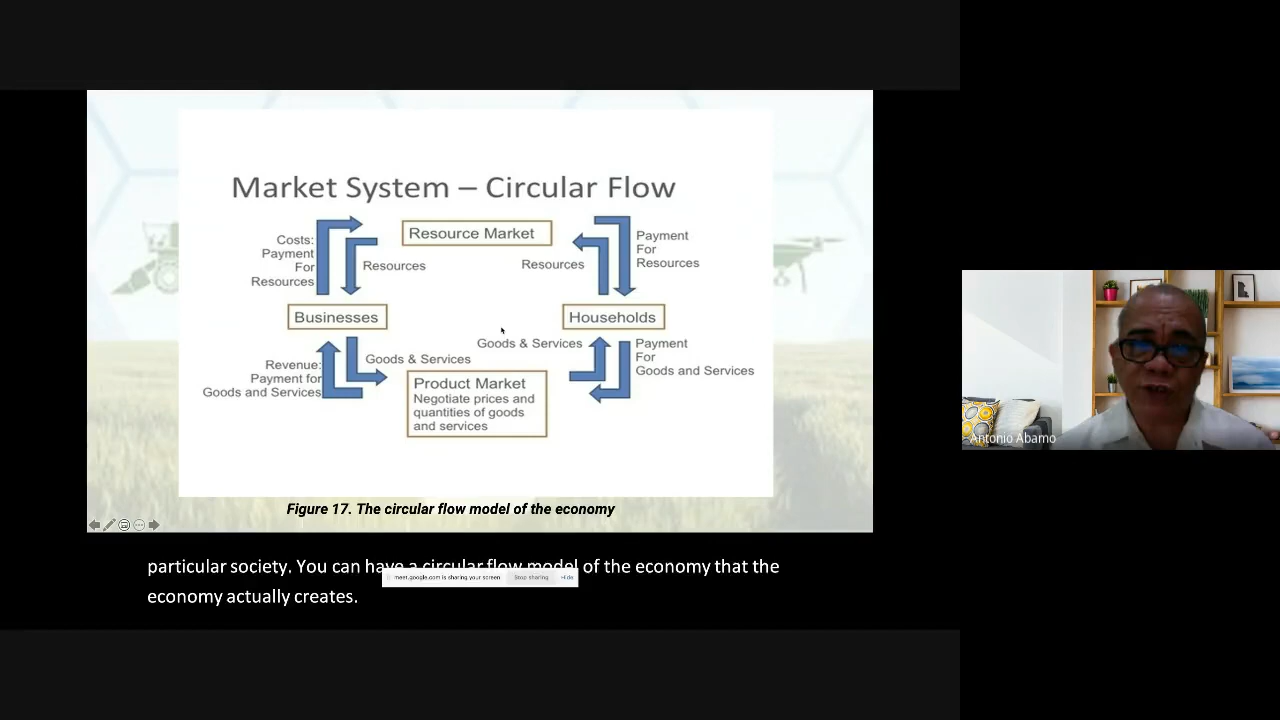 Market System – Circular Flow
Resource Market
Costs:
Payment
For
Resources
Resources
Resources
Payment
For
Resources
Businesses
Households
Revenue:
Payment for
Goods and Services
Goods & Services
Goods & Services
Payment
For
Goods and Services
Product Market
Negotiate prices and
quantities of goods
and services
Figure 17. The circular flow model of the economy
Antonio Abamo
particular society. You can have a circular flow model of the economy that the
economy actually creates.
meet.google.com is sharing your screen
Stop sharing
Hide